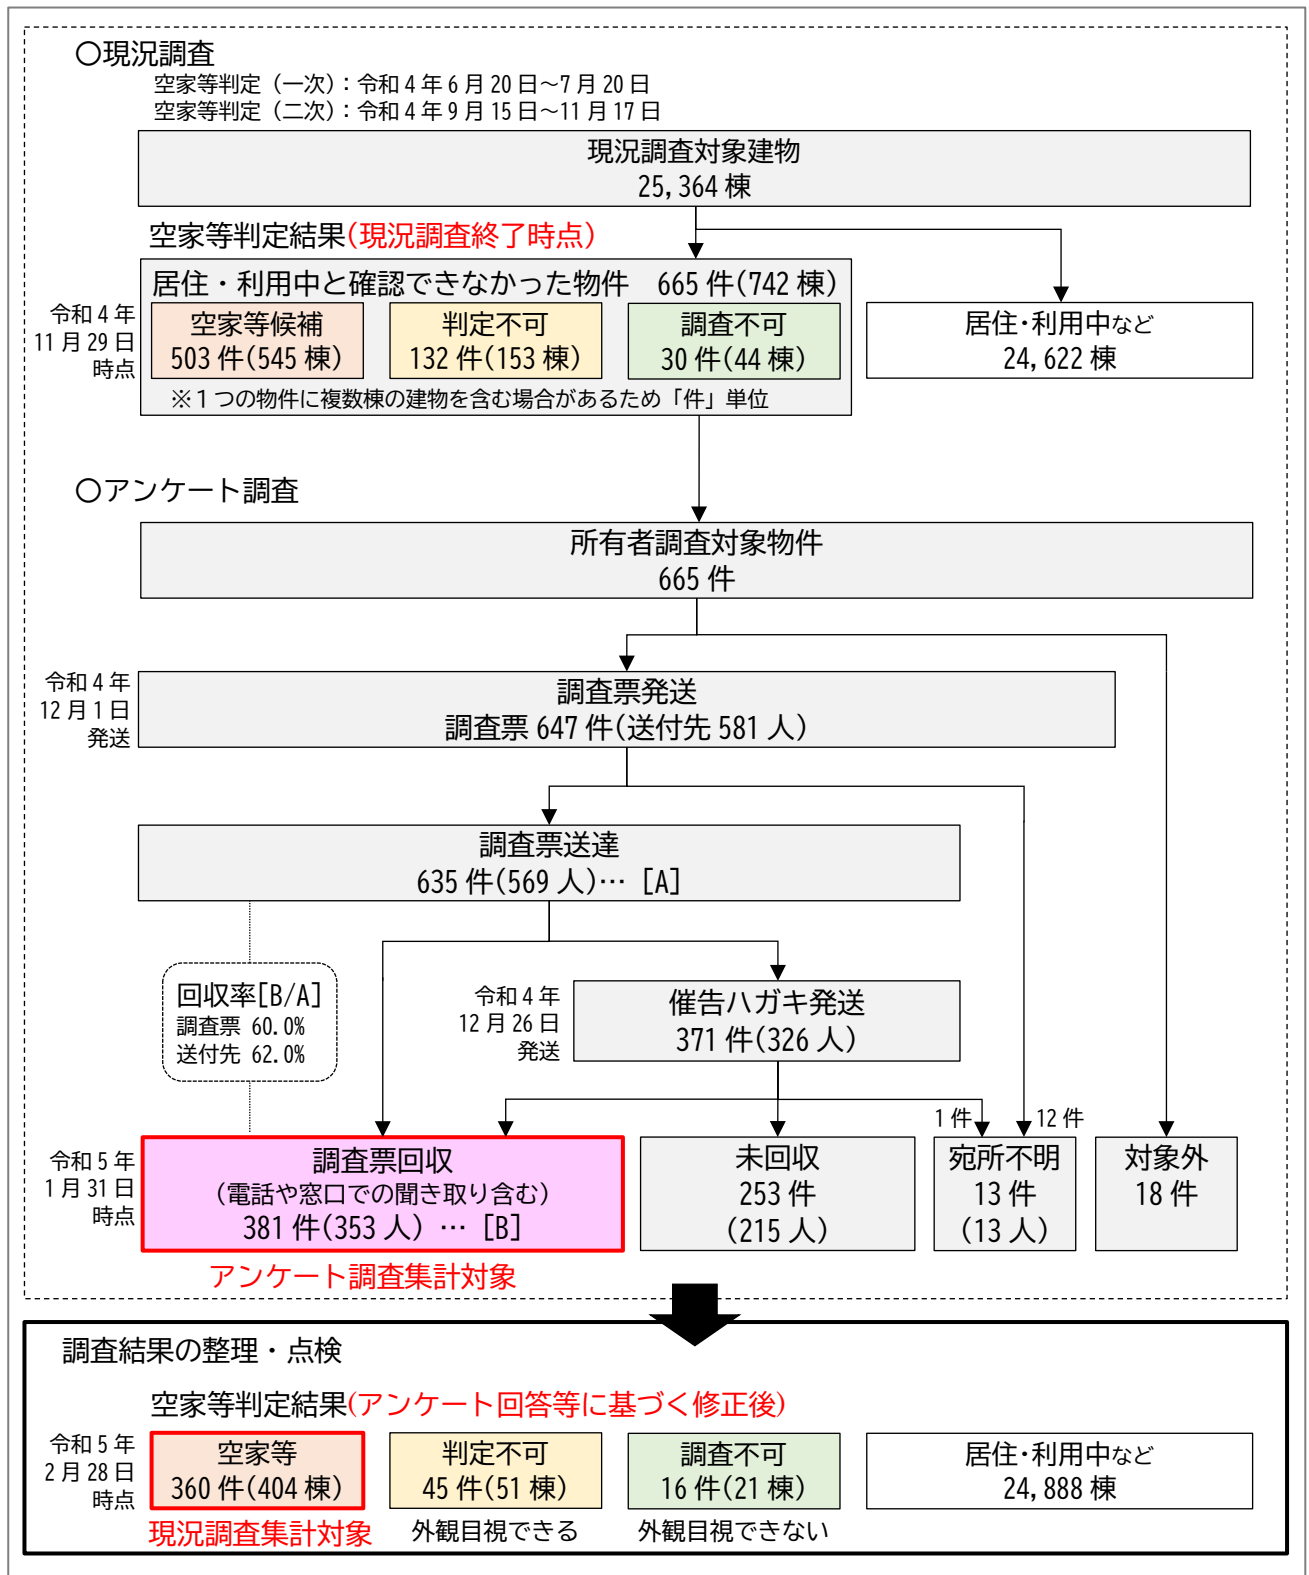 〇現況調査
空家等判定（一次）：令和4年6月20日～7月20日
空家等判定（二次）：令和4年9月15日～11月17日
現況調査対象建物
25,364棟
空家等判定結果(現況調査終了時点)
居住・利用中と確認できなかった物件　665件(742棟)
令和4年
11月29日
時点
空家等候補
503件(545棟)
判定不可
132件(153棟)
調査不可
30件(44棟)
※１つの物件に複数棟の建物を含む場合があるため「件」単位
居住・利用中など
24,622棟
〇アンケート調査
所有者調査対象物件
665件
令和4年
12月1日
発送
調査票発送
調査票647件(送付先581人)
調査票送達
635件(569人)… [A]
回収率[B/A]
調査票 60.0%
送付先 62.0%
令和4年
12月26日
発送
催告ハガキ発送
371件(326人)
1件
12件
令和5年
1月31日
時点
調査票回収
(電話や窓口での聞き取り含む)
381件(353人) … [B]
未回収
253件
(215人)
宛所不明
13件
(13人)
対象外
18件
アンケート調査集計対象
調査結果の整理・点検
空家等判定結果(アンケート回答等に基づく修正後)
令和5年
2月28日
時点
空家等
360件(404棟)
判定不可
45件(51棟)
調査不可
16件(21棟)
居住・利用中など
24,888棟
現況調査集計対象
外観目視できる
外観目視できない